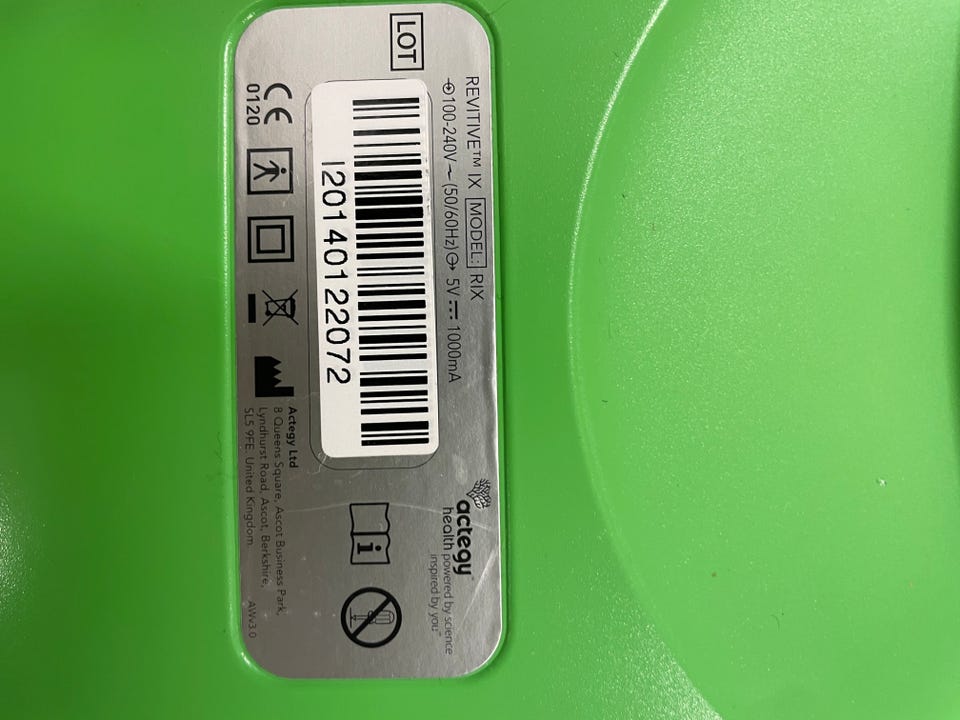 LOT
REVITIVE™ IX MODEL: RIX
100-240V ~ (50/60Hz) 5V 1000mA
I20140122072
CE
0120
actegy
health powered by science
inspired by you™
i
Actegy Ltd
8 Queens Square, Ascot Business Park,
Lyndhurst Road, Ascot, Berkshire,
SL5 9FE. United Kingdom.
AWv3.0